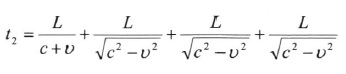 t₂ = L/(c+υ) + L/√(c² − υ²) + L/√(c² − υ²) + L/√(c² − υ²)